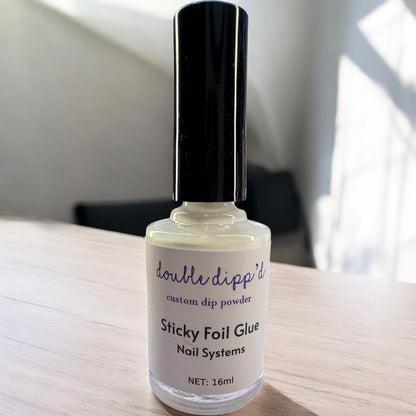 double dipp'd
custom dip powder
Sticky Foil Glue
Nail Systems
NET: 16ml